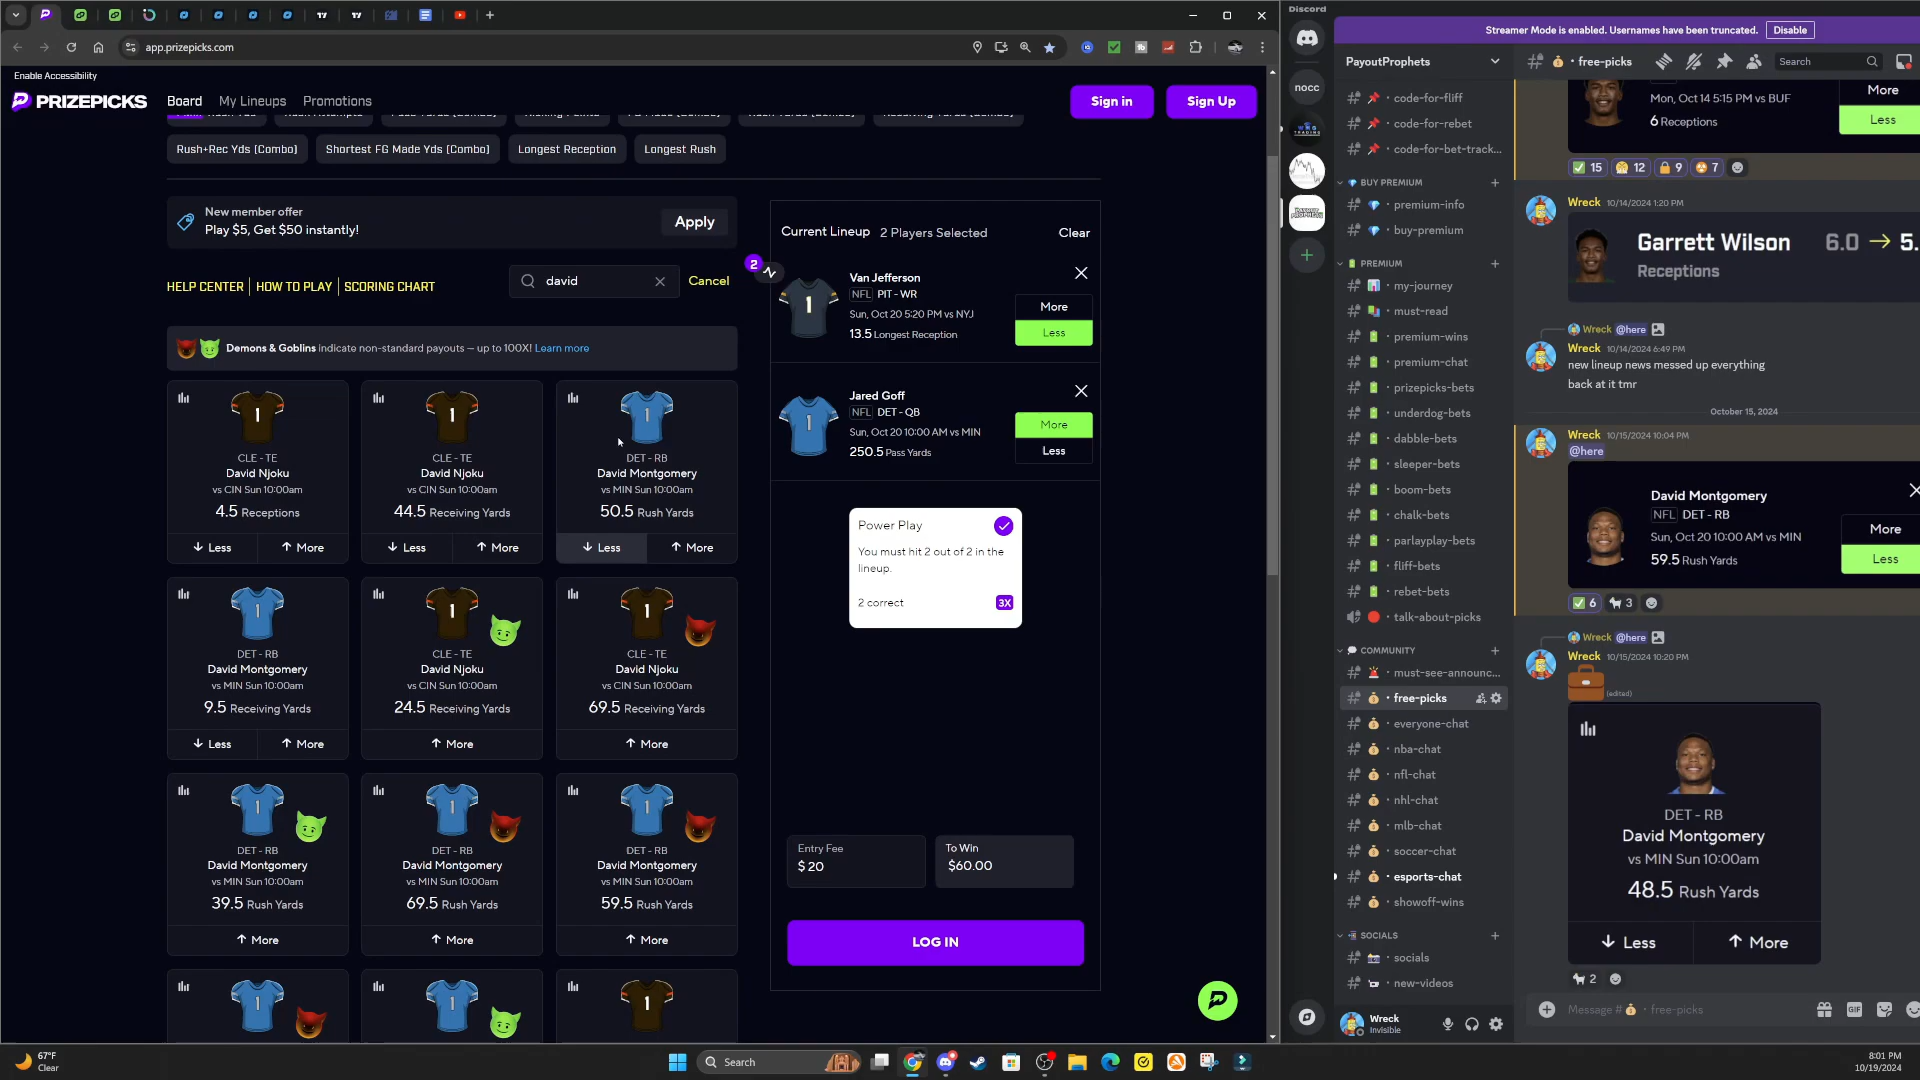 app.prizepicks.com
Enable Accessibility
PRIZEPICKS
Board
My Lineups
Promotions
Sign in
Sign Up
Rush+Rec Yds (Combo)
Shortest FG Made Yds (Combo)
Longest Reception
Longest Rush
New member offer
Play $5, Get $50 instantly!
Apply
HELP CENTER
HOW TO PLAY
SCORING CHART
david
Cancel
Demons & Goblins indicate non-standard payouts – up to 100X! Learn more
1
CLE - TE
David Njoku
vs CIN Sun 10:00am
4.5 Receptions
Less
More
1
CLE - TE
David Njoku
vs CIN Sun 10:00am
44.5 Receiving Yards
Less
More
1
DET - RB
David Montgomery
vs MIN Sun 10:00am
50.5 Rush Yards
Less
More
1
DET - RB
David Montgomery
vs MIN Sun 10:00am
9.5 Receiving Yards
Less
More
1
CLE - TE
David Njoku
vs CIN Sun 10:00am
24.5 Receiving Yards
More
1
CLE - TE
David Njoku
vs CIN Sun 10:00am
69.5 Receiving Yards
More
1
DET - RB
David Montgomery
vs MIN Sun 10:00am
39.5 Rush Yards
More
1
DET - RB
David Montgomery
vs MIN Sun 10:00am
69.5 Rush Yards
More
1
DET - RB
David Montgomery
vs MIN Sun 10:00am
59.5 Rush Yards
More
1
1
1
2
Current Lineup
2 Players Selected
Clear
1
Van Jefferson
NFL PIT - WR
Sun, Oct 20 5:20 PM vs NYJ
13.5 Longest Reception
More
Less
1
Jared Goff
NFL DET - QB
Sun, Oct 20 10:00 AM vs MIN
250.5 Pass Yards
More
Less
Power Play
You must hit 2 out of 2 in the
lineup.
2 correct
3X
Entry Fee
$ 20
To Win
$60.00
LOG IN
Discord
nocc
Streamer Mode is enabled. Usernames have been truncated.
Disable
PayoutProphets
code-for-fliff
code-for-rebet
code-for-bet-track...
BUY PREMIUM
premium-info
buy-premium
PREMIUM
my-journey
must-read
premium-wins
premium-chat
prizepicks-bets
underdog-bets
dabble-bets
sleeper-bets
boom-bets
chalk-bets
parlayplay-bets
fliff-bets
rebet-bets
talk-about-picks
COMMUNITY
must-see-announc...
free-picks
everyone-chat
nba-chat
nfl-chat
nhl-chat
mlb-chat
soccer-chat
esports-chat
showoff-wins
SOCIALS
socials
new-videos
Wreck
Invisible
free-picks
Search
Mon, Oct 14 5:15 PM vs BUF
6 Receptions
More
Less
15
12
9
7
Wreck 10/14/2024 1:20 PM
Garrett Wilson
Receptions
6.0 → 5.
Wreck @here
Wreck 10/14/2024 6:49 PM
new lineup news messed up everything
back at it tmr
October 15, 2024
Wreck 10/15/2024 10:04 PM
@here
David Montgomery
NFL DET - RB
Sun, Oct 20 10:00 AM vs MIN
59.5 Rush Yards
More
Less
6
3
Wreck @here
Wreck 10/15/2024 10:20 PM
(edited)
DET - RB
David Montgomery
vs MIN Sun 10:00am
48.5 Rush Yards
Less
More
2
Message # · free-picks
GIF
67°F
Clear
Search
8:01 PM
10/19/2024